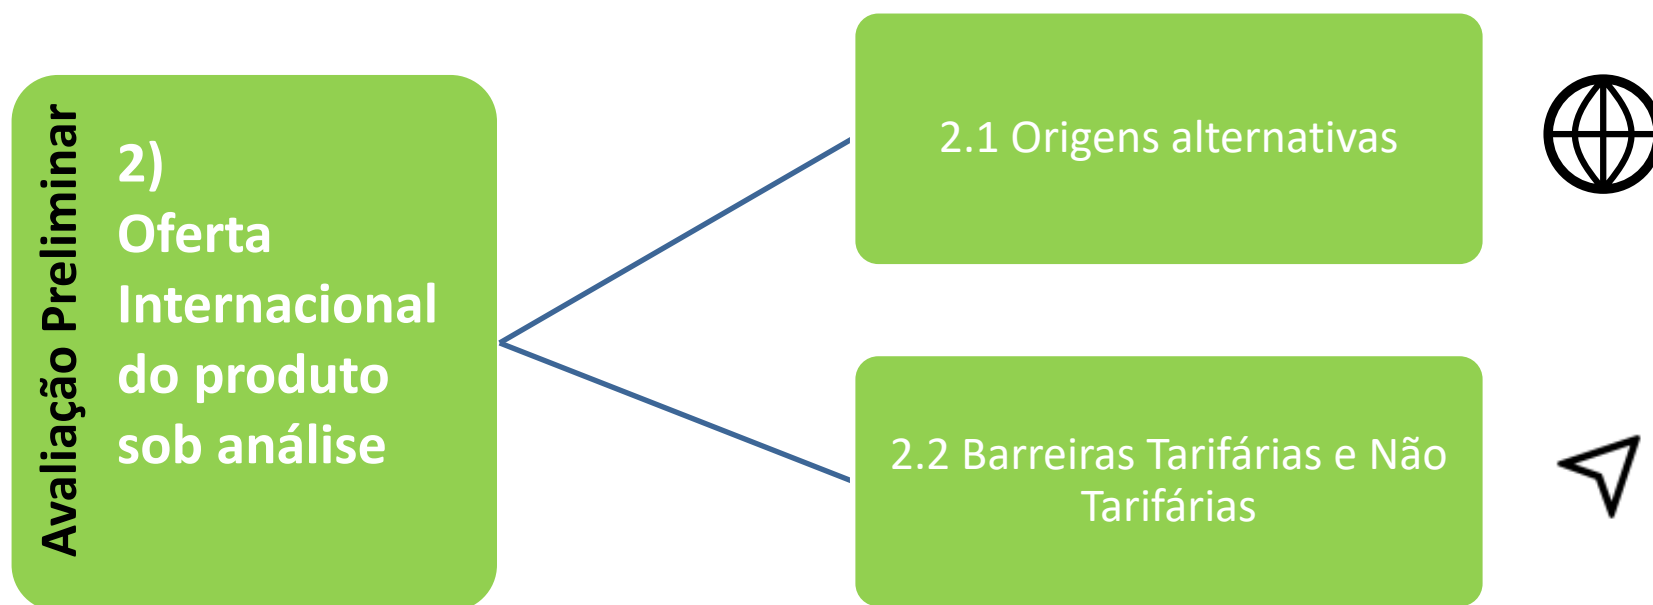 Avaliação Preliminar
2)
Oferta
Internacional
do produto
sob análise
2.1 Origens alternativas
2.2 Barreiras Tarifárias e Não
Tarifárias